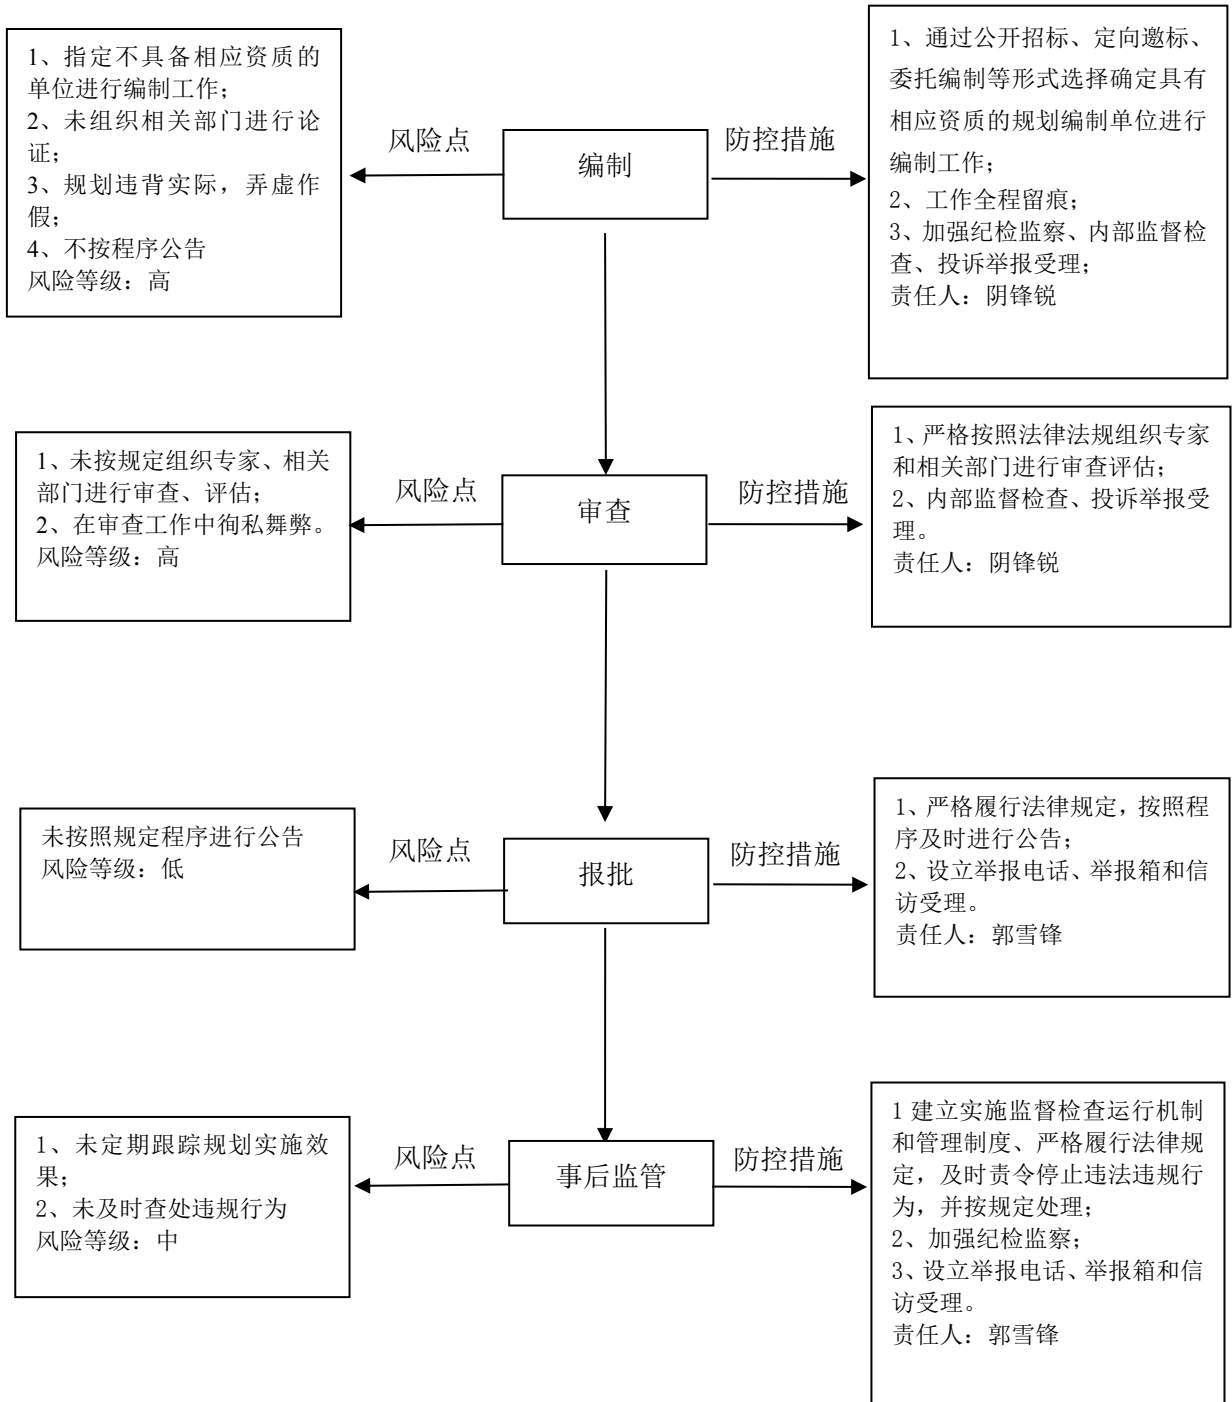 1、指定不具备相应资质的
单位进行编制工作；
2、未组织相关部门进行论
证；
3、规划违背实际，弄虚作
假；
4、不按程序公告
风险等级：高
风险点
编制
防控措施
1、通过公开招标、定向邀标、
委托编制等形式选择确定具有
相应资质的规划编制单位进行
编制工作；
2、工作全程留痕；
3、加强纪检监察、内部监督检
查、投诉举报受理；
责任人：阴锋锐
1、未按规定组织专家、相关
部门进行审查、评估；
2、在审查工作中徇私舞弊。
风险等级：高
风险点
审查
防控措施
1、严格按照法律法规组织专家
和相关部门进行审查评估；
2、内部监督检查、投诉举报受
理。
责任人：阴锋锐
未按照规定程序进行公告
风险等级：低
风险点
报批
防控措施
1、严格履行法律规定，按照程
序及时进行公告；
2、设立举报电话、举报箱和信
访受理。
责任人：郭雪锋
1、未定期跟踪规划实施效
果；
2、未及时查处违规行为
风险等级：中
风险点
事后监管
防控措施
1 建立实施监督检查运行机制
和管理制度、严格履行法律规
定，及时责令停止违法违规行
为，并按规定处理；
2、加强纪检监察；
3、设立举报电话、举报箱和信
访受理。
责任人：郭雪锋